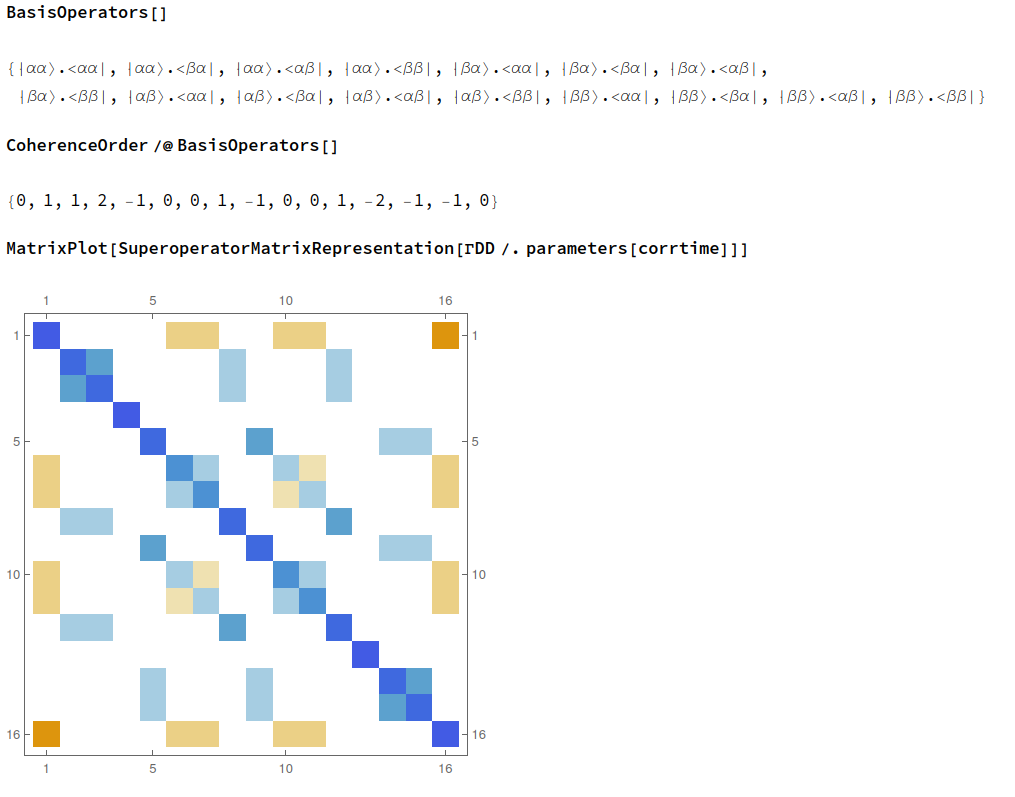 BasisOperators[]
{|αα⟩.<αα|, |αα⟩.<βα|, |αα⟩.<αβ|, |αα⟩.<ββ|, |βα⟩.<αα|, |βα⟩.<βα|, |βα⟩.<αβ|,
|βα⟩.<ββ|, |αβ⟩.<αα|, |αβ⟩.<βα|, |αβ⟩.<αβ|, |αβ⟩.<ββ|, |ββ⟩.<αα|, |ββ⟩.<βα|, |ββ⟩.<αβ|, |ββ⟩.<ββ|}
CoherenceOrder /@ BasisOperators[]
{0, 1, 1, 2, -1, 0, 0, 1, -1, 0, 0, 1, -2, -1, -1, 0}
MatrixPlot[SuperoperatorMatrixRepresentation[ΓDD /. parameters[corrtime]]]
1 5 10 16
1 1
5 5
10 10
16 16
1 5 10 16